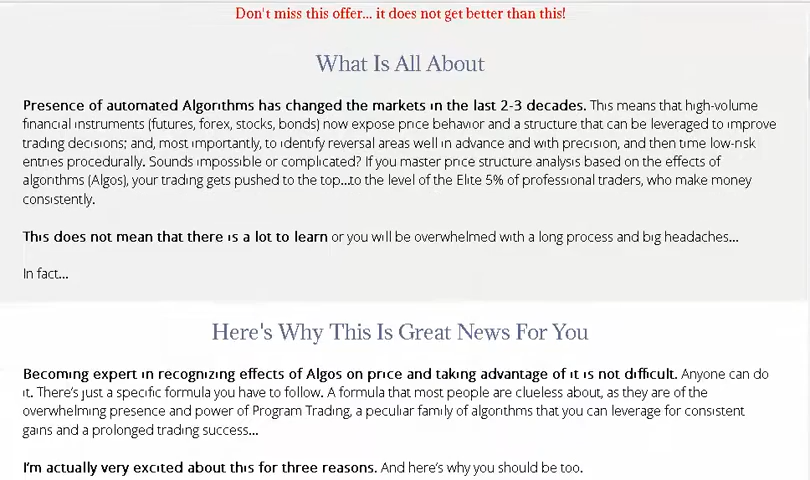 Don't miss this offer... it does not get better than this!
What Is All About
Presence of automated Algorithms has changed the markets in the last 2-3 decades. This means that high-volume
financial instruments (futures, forex, stocks, bonds) now expose price behavior and a structure that can be leveraged to improve
trading decisions; and, most importantly, to identify reversal areas well in advance and with precision, and then time low-risk
entries procedurally. Sounds impossible or complicated? If you master price structure analysis based on the effects of
algorithms (Algos), your trading gets pushed to the top...to the level of the Elite 5% of professional traders, who make money
consistently.
This does not mean that there is a lot to learn or you will be overwhelmed with a long process and big headaches...
In fact...
Here's Why This Is Great News For You
Becoming expert in recognizing effects of Algos on price and taking advantage of it is not difficult. Anyone can do
it. There's just a specific formula you have to follow. A formula that most people are clueless about, as they are of the
overwhelming presence and power of Program Trading, a peculiar family of algorithms that you can leverage for consistent
gains and a prolonged trading success...
I'm actually very excited about this for three reasons. And here's why you should be too.